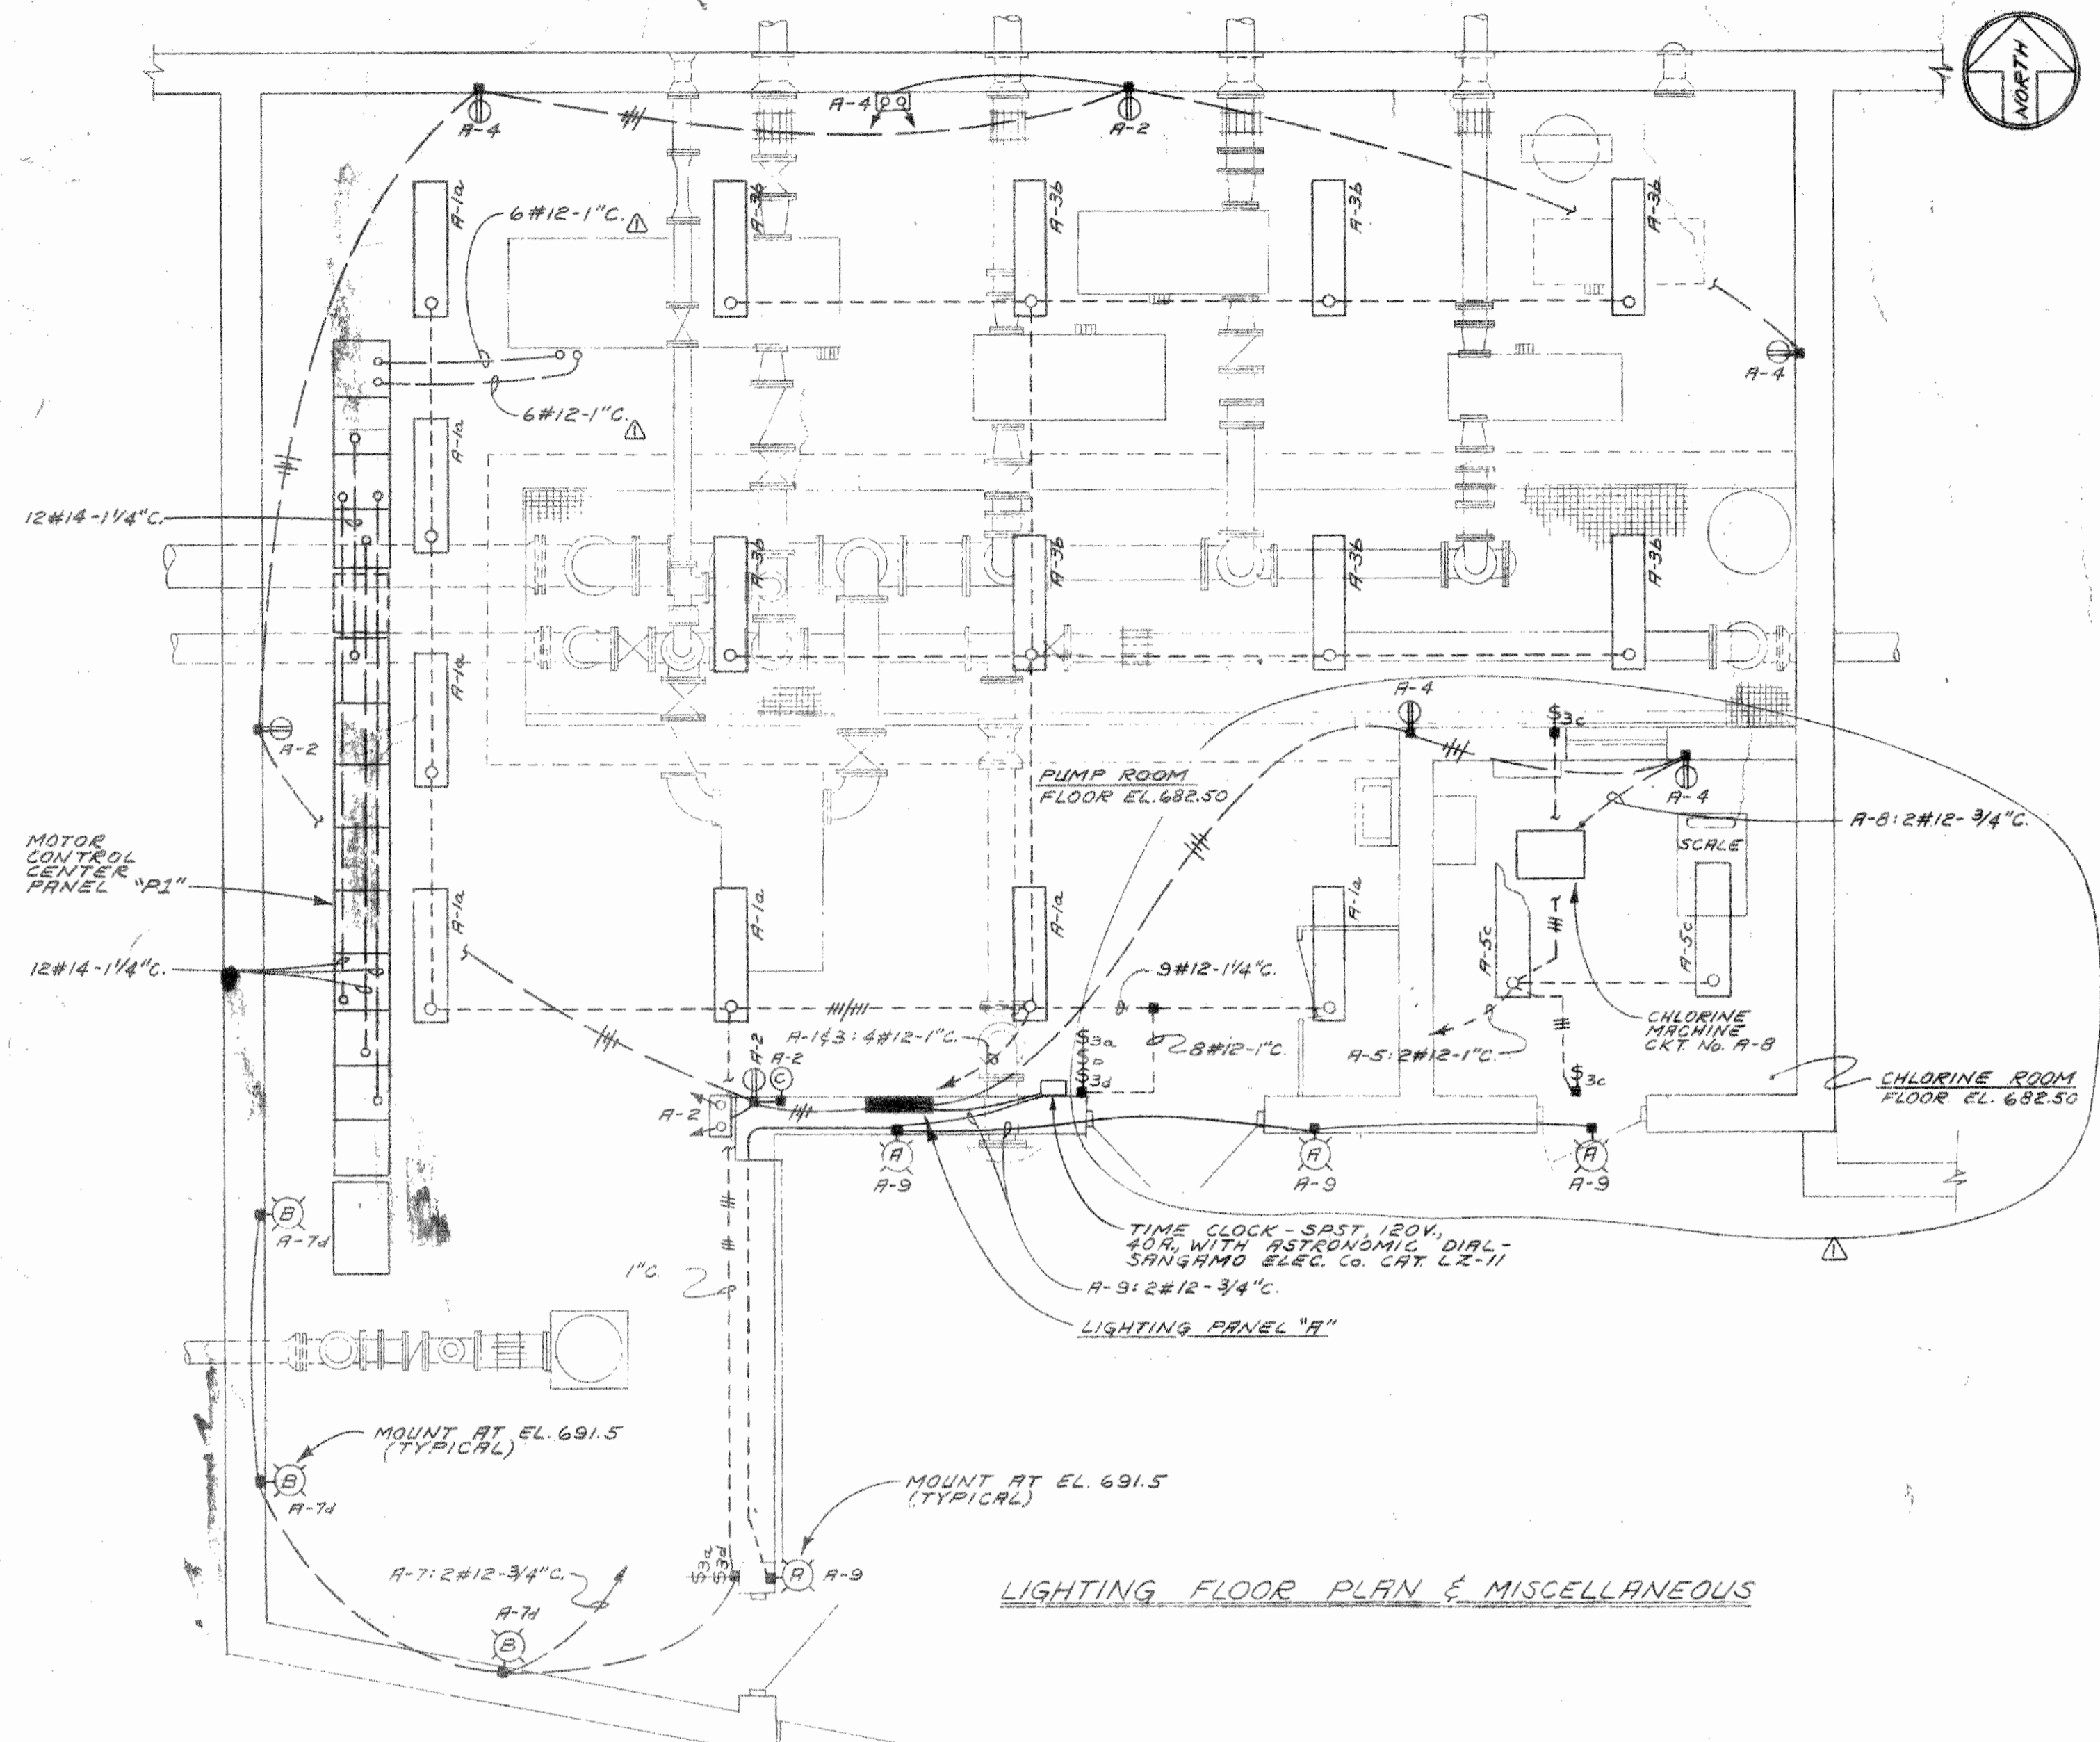 NORTH
A-4
A-4
A-2
A-1a
A-3b
A-3b
A-3b
A-3b
6#12-1"C.
1
A-4
6#12-1"C.
1
A-1a
12#14-1¼"C.
A-3b
A-3b
A-3b
A-3b
A-1a
A-2
A-4
$3c
PUMP ROOM
FLOOR EL. 682.50
A-4
A-8: 2#12-¾"C.
SCALE
MOTOR
CONTROL
CENTER
PANEL "P1"
A-1a
A-1a
A-1a
A-1a
A-5c
A-5c
12#14-1¼"C.
9#12-1¼"C.
A-1&3: 4#12-1"C.
$3a
$b
$3d
8#12-1"C.
A-5: 2#12-1"C.
CHLORINE
MACHINE
CKT. No. A-8
A-2
A-2
C
$3c
CHLORINE ROOM
FLOOR EL. 682.50
A-2
A
A-9
A
A-9
A
A-9
B
A-7d
TIME CLOCK - SPST, 120V.,
40A., WITH ASTRONOMIC DIAL -
SANGAMO ELEC. Co. CAT. LZ-11
1
1"C.
A-9: 2#12-¾"C.
LIGHTING PANEL "A"
MOUNT AT EL. 691.5
(TYPICAL)
B
A-7d
MOUNT AT EL. 691.5
(TYPICAL)
A-7: 2#12-¾"C.
$3a
$3d
A
A-9
A-7d
B
LIGHTING FLOOR PLAN & MISCELLANEOUS